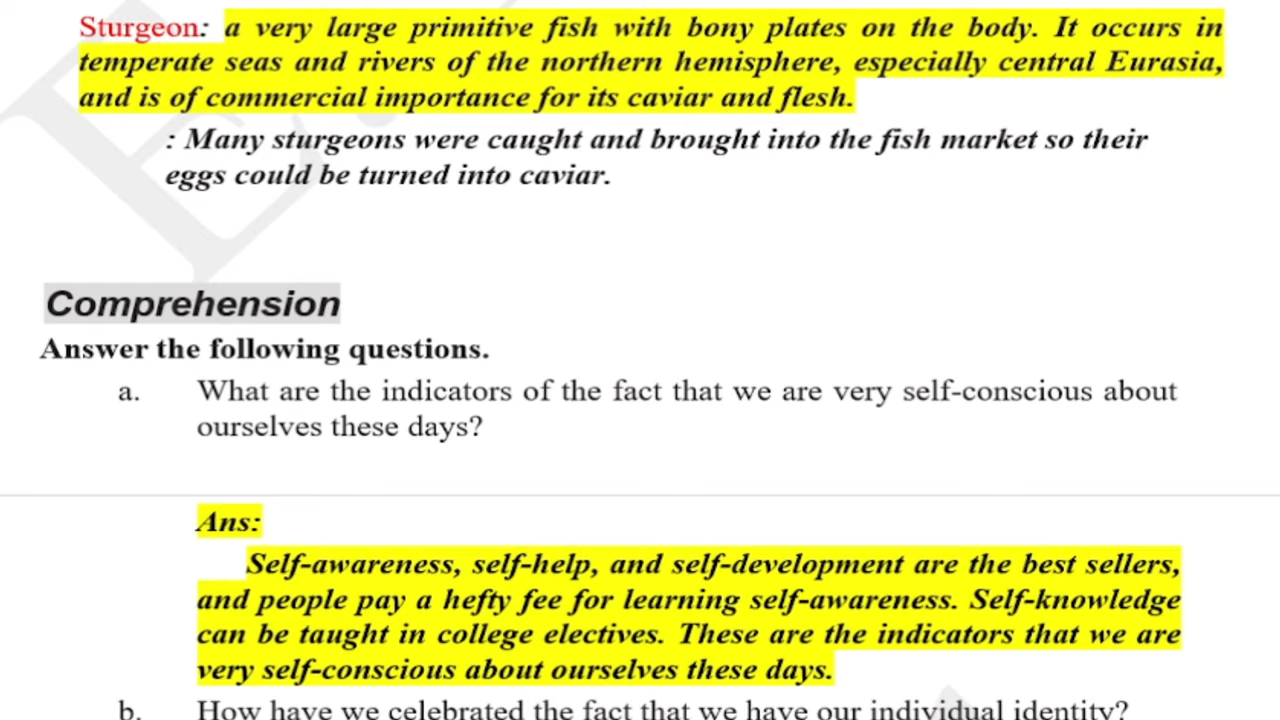 Sturgeon: a very large primitive fish with bony plates on the body. It occurs in
temperate seas and rivers of the northern hemisphere, especially central Eurasia,
and is of commercial importance for its caviar and flesh.
: Many sturgeons were caught and brought into the fish market so their
eggs could be turned into caviar.
Comprehension
Answer the following questions.
a. What are the indicators of the fact that we are very self-conscious about
ourselves these days?
Ans:
Self-awareness, self-help, and self-development are the best sellers,
and people pay a hefty fee for learning self-awareness. Self-knowledge
can be taught in college electives. These are the indicators that we are
very self-conscious about ourselves these days.
b. How have we celebrated the fact that we have our individual identity?